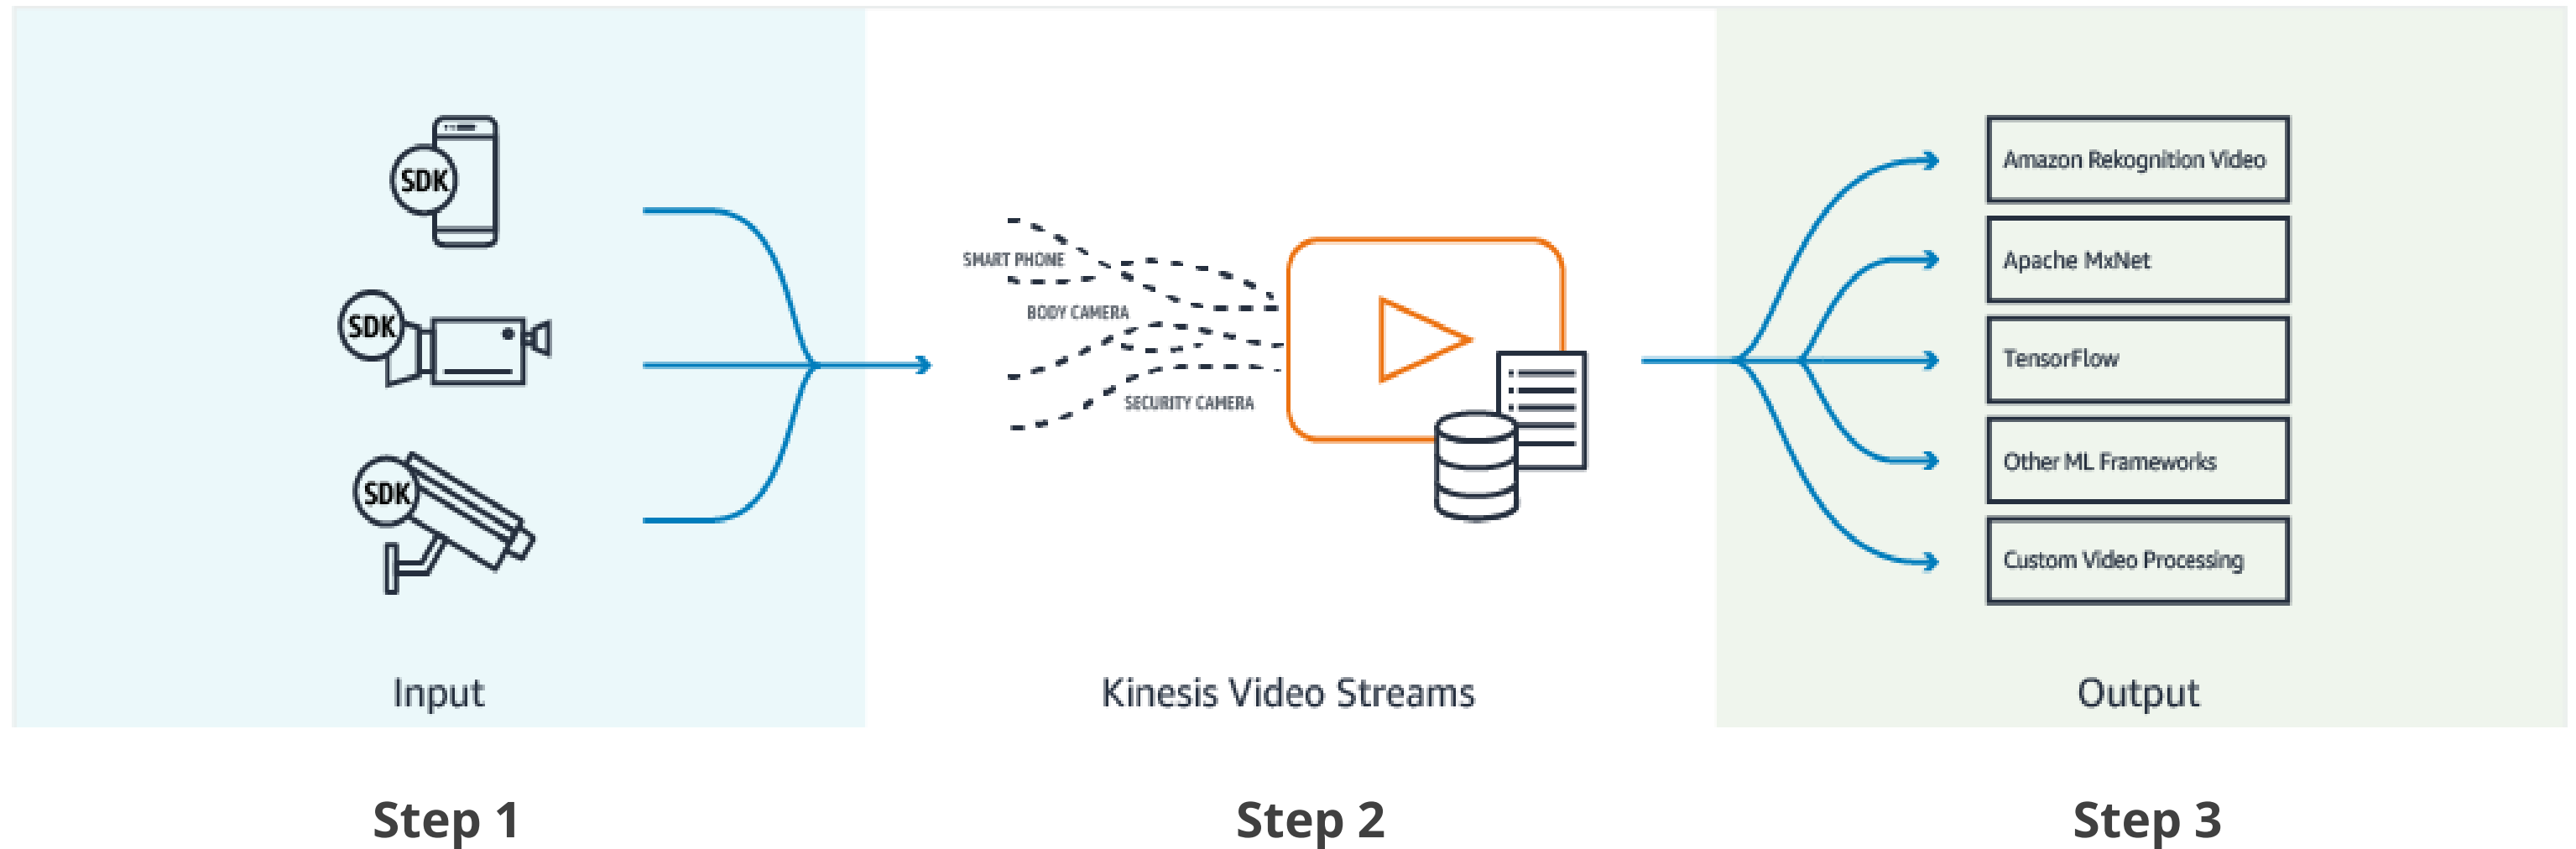 SDK
SDK
SDK
Input
SMART PHONE
BODY CAMERA
SECURITY CAMERA
Kinesis Video Streams
Amazon Rekognition Video
Apache MxNet
TensorFlow
Other ML Frameworks
Custom Video Processing
Output
Step 1
Step 2
Step 3